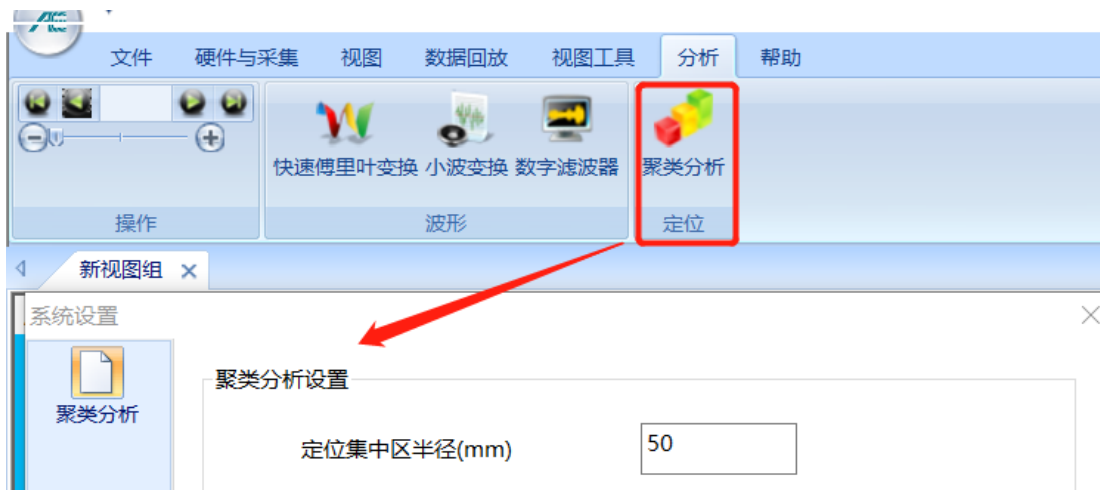 文件 硬件与采集 视图 数据回放 视图工具 分析 帮助
快速傅里叶变换 小波变换 数字滤波器 聚类分析
操作 波形 定位
新视图组
系统设置
聚类分析
聚类分析设置
定位集中区半径(mm) 50